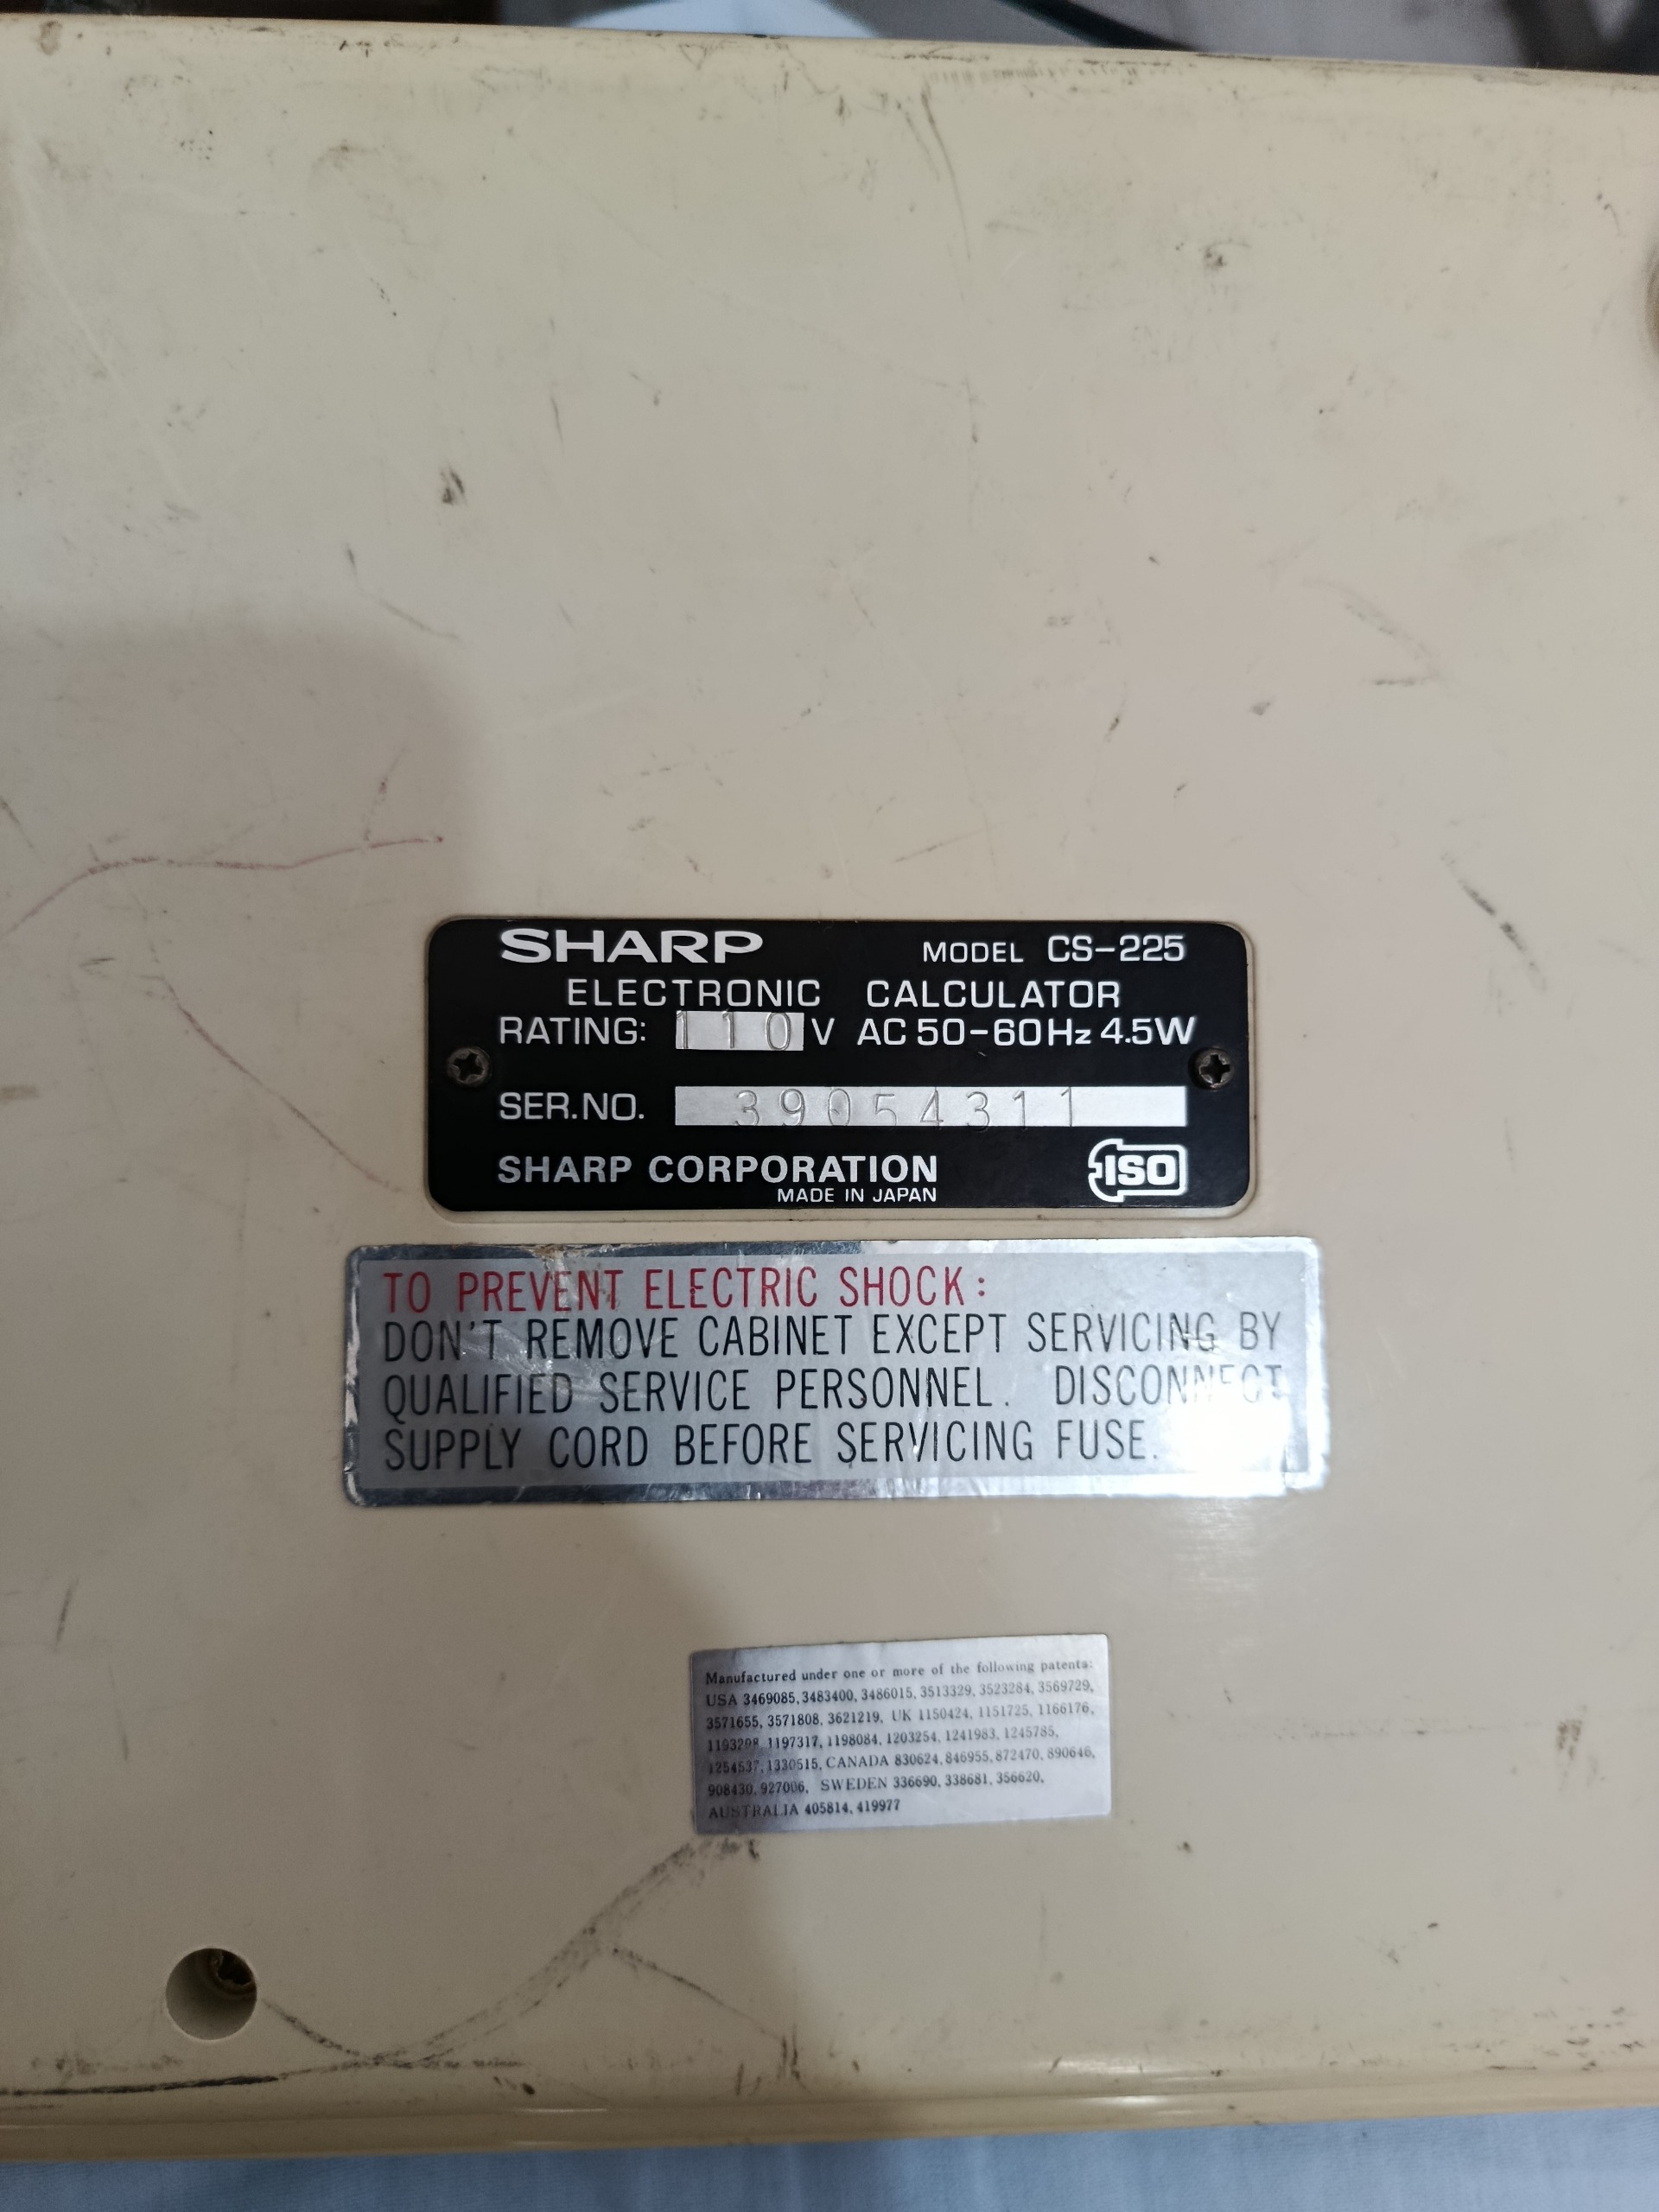 SHARP MODEL CS-225
ELECTRONIC CALCULATOR
RATING: 110 V AC 50-60Hz 4.5W
SER.NO. 39054311
SHARP CORPORATION ISO
MADE IN JAPAN
TO PREVENT ELECTRIC SHOCK:
DON'T REMOVE CABINET EXCEPT SERVICING BY
QUALIFIED SERVICE PERSONNEL. DISCONNECT
SUPPLY CORD BEFORE SERVICING FUSE.
Manufactured under one or more of the following patents:
USA 3469085, 3483400, 3486015, 3513329, 3523284, 3569729,
3571655, 3571808, 3621219, UK 1150424, 1151725, 1166176,
1193298, 1197317, 1198084, 1203254, 1241983, 1245785,
1254537, 1330515, CANADA 830624, 846955, 872470, 890646,
908430, 927006, SWEDEN 336690, 338681, 356620,
AUSTRALIA 405814, 419977